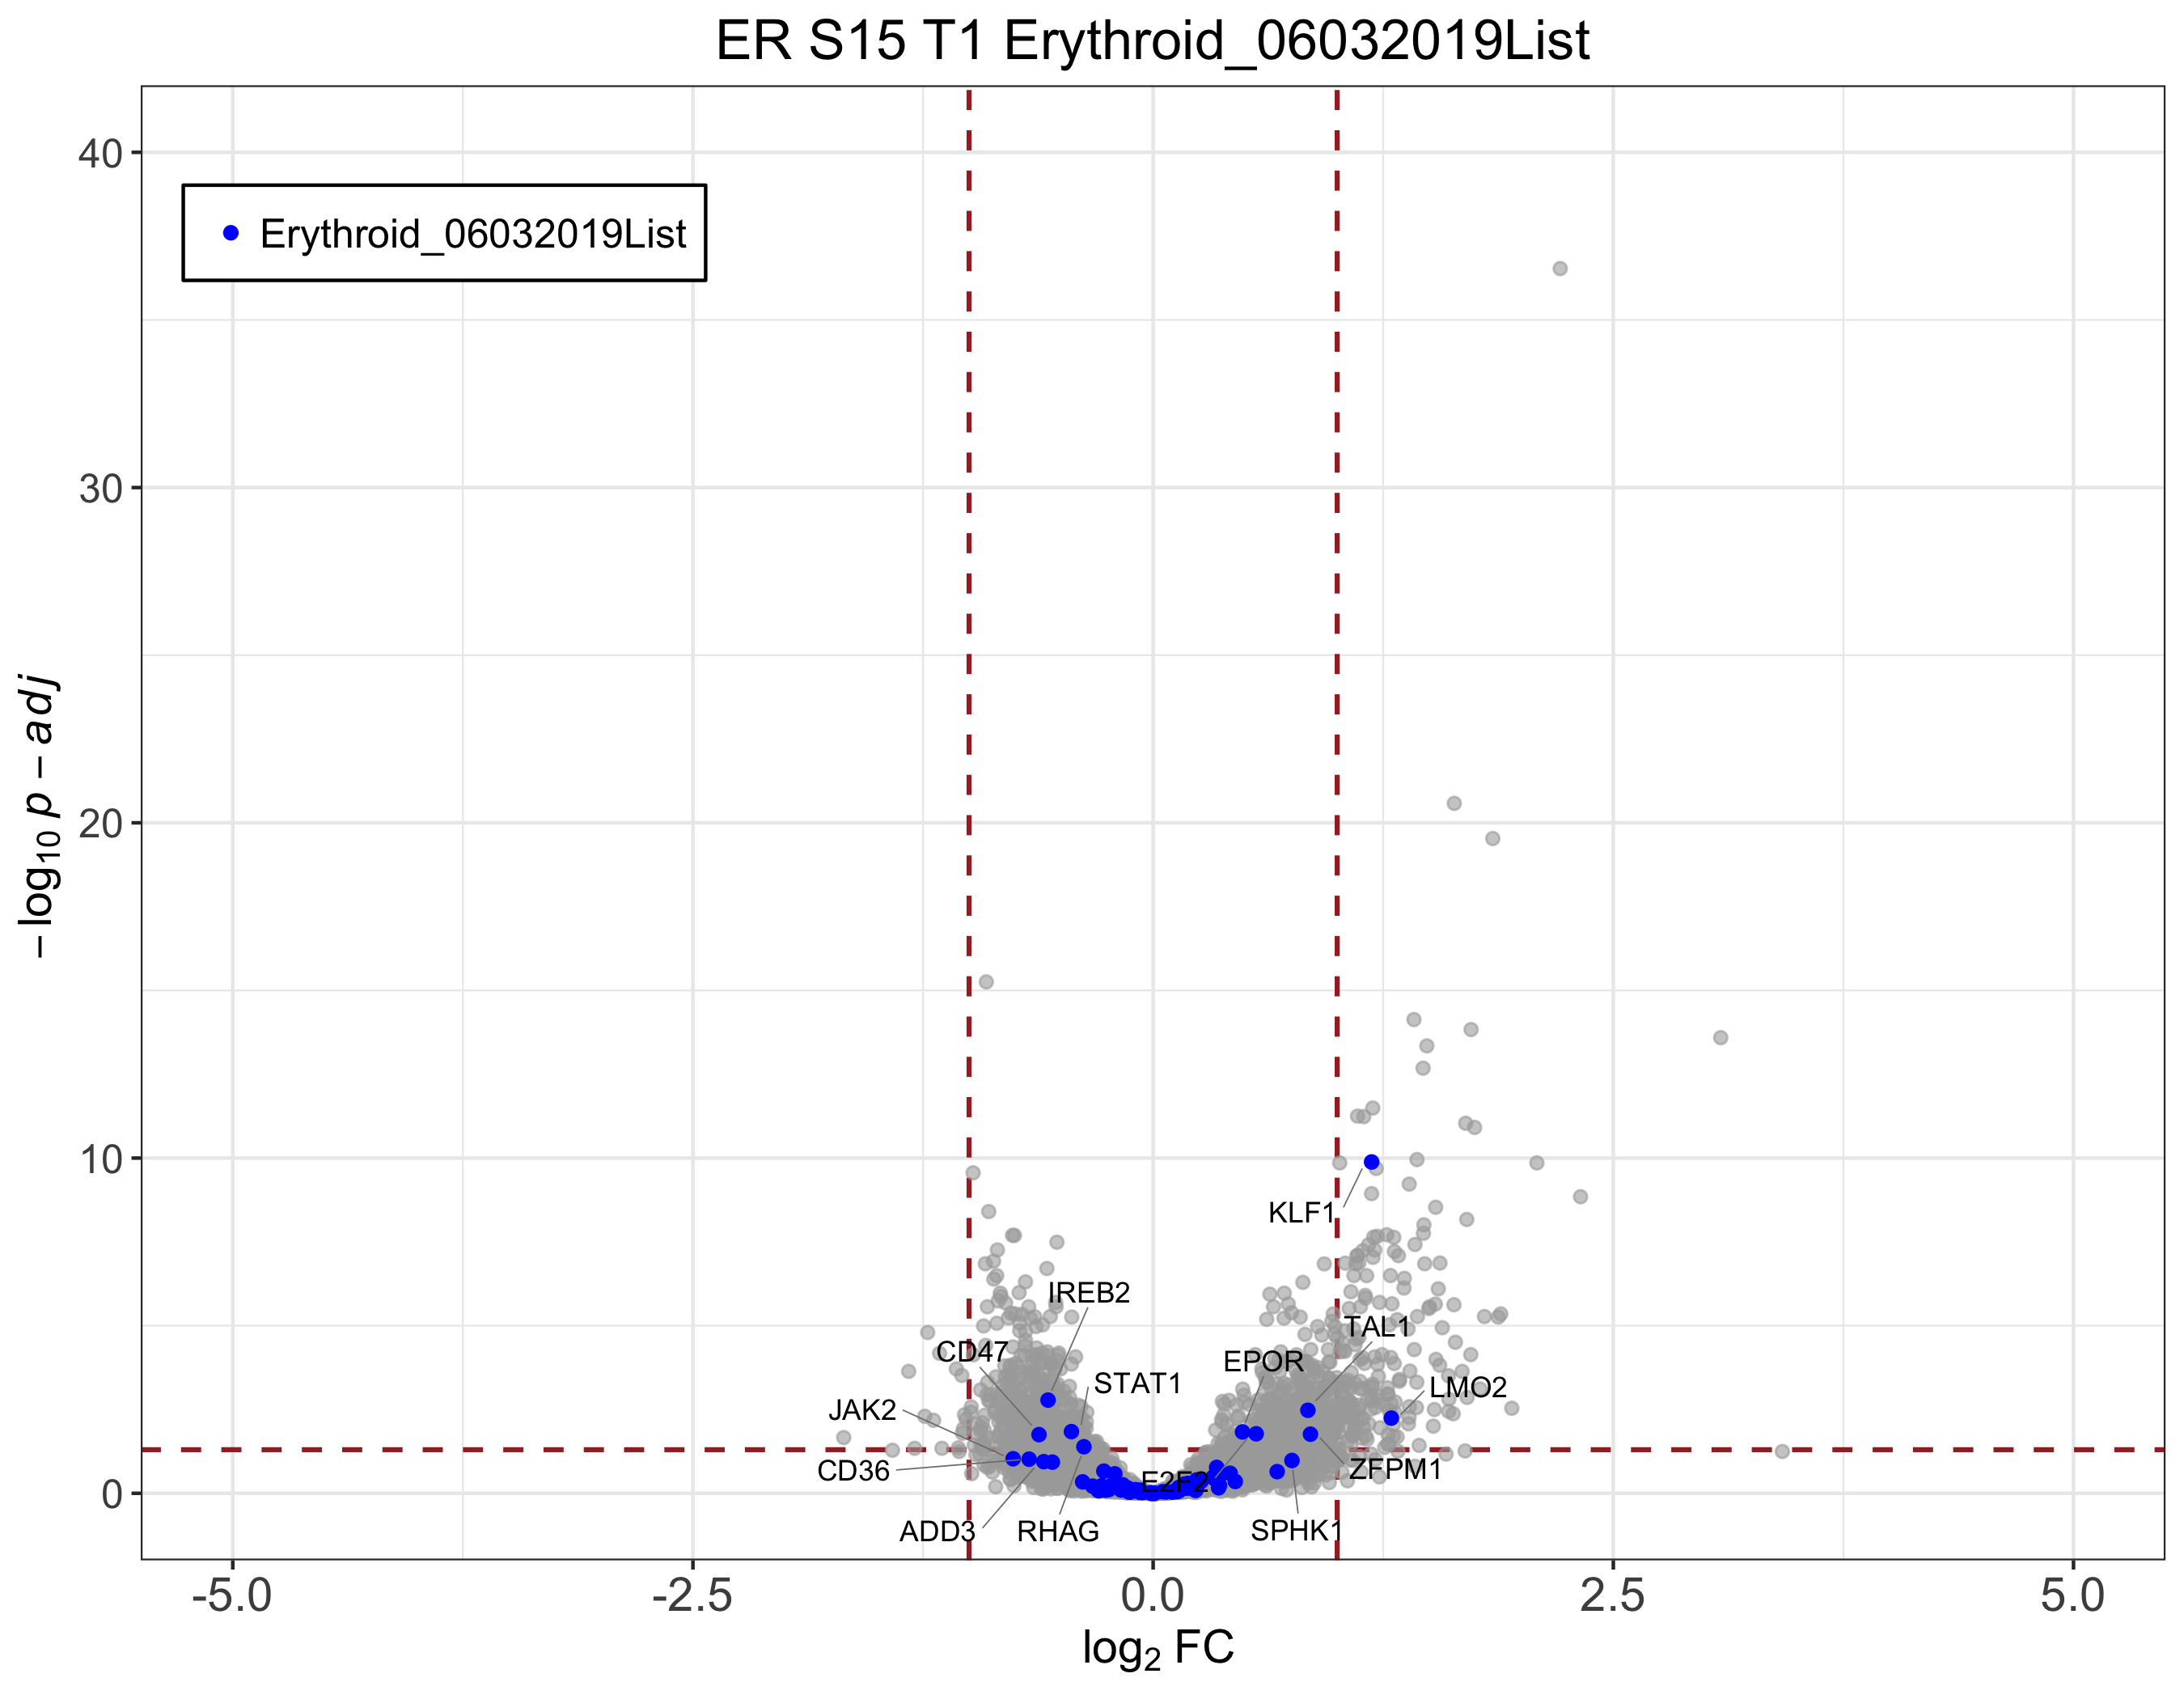 ER S15 T1 Erythroid_06032019List
40
Erythroid_06032019List
30
20
10
0
−log10 p − adj
KLF1
IREB2
TAL1
CD47
EPOR
STAT1
LMO2
JAK2
CD36
ZFPM1
E2F2
ADD3
RHAG
SPHK1
-5.0
-2.5
0.0
2.5
5.0
log2 FC